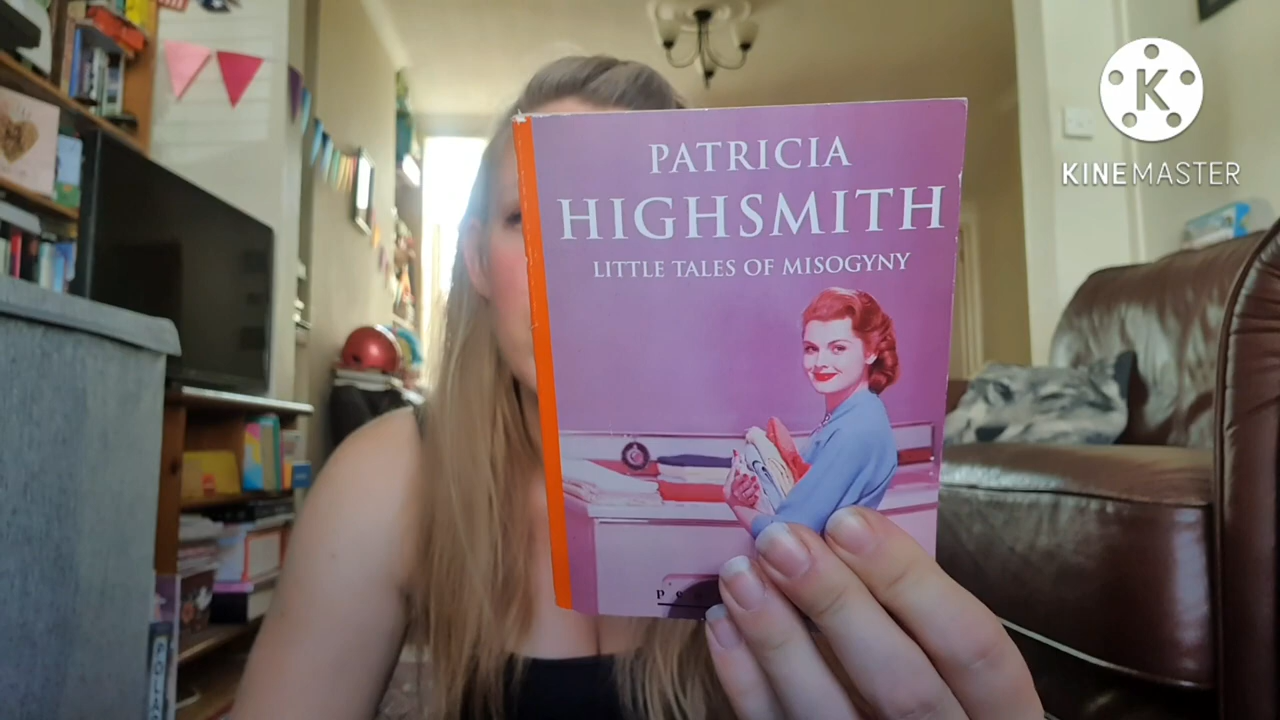 PATRICIA
HIGHSMITH
LITTLE TALES OF MISOGYNY
K
KINEMASTER